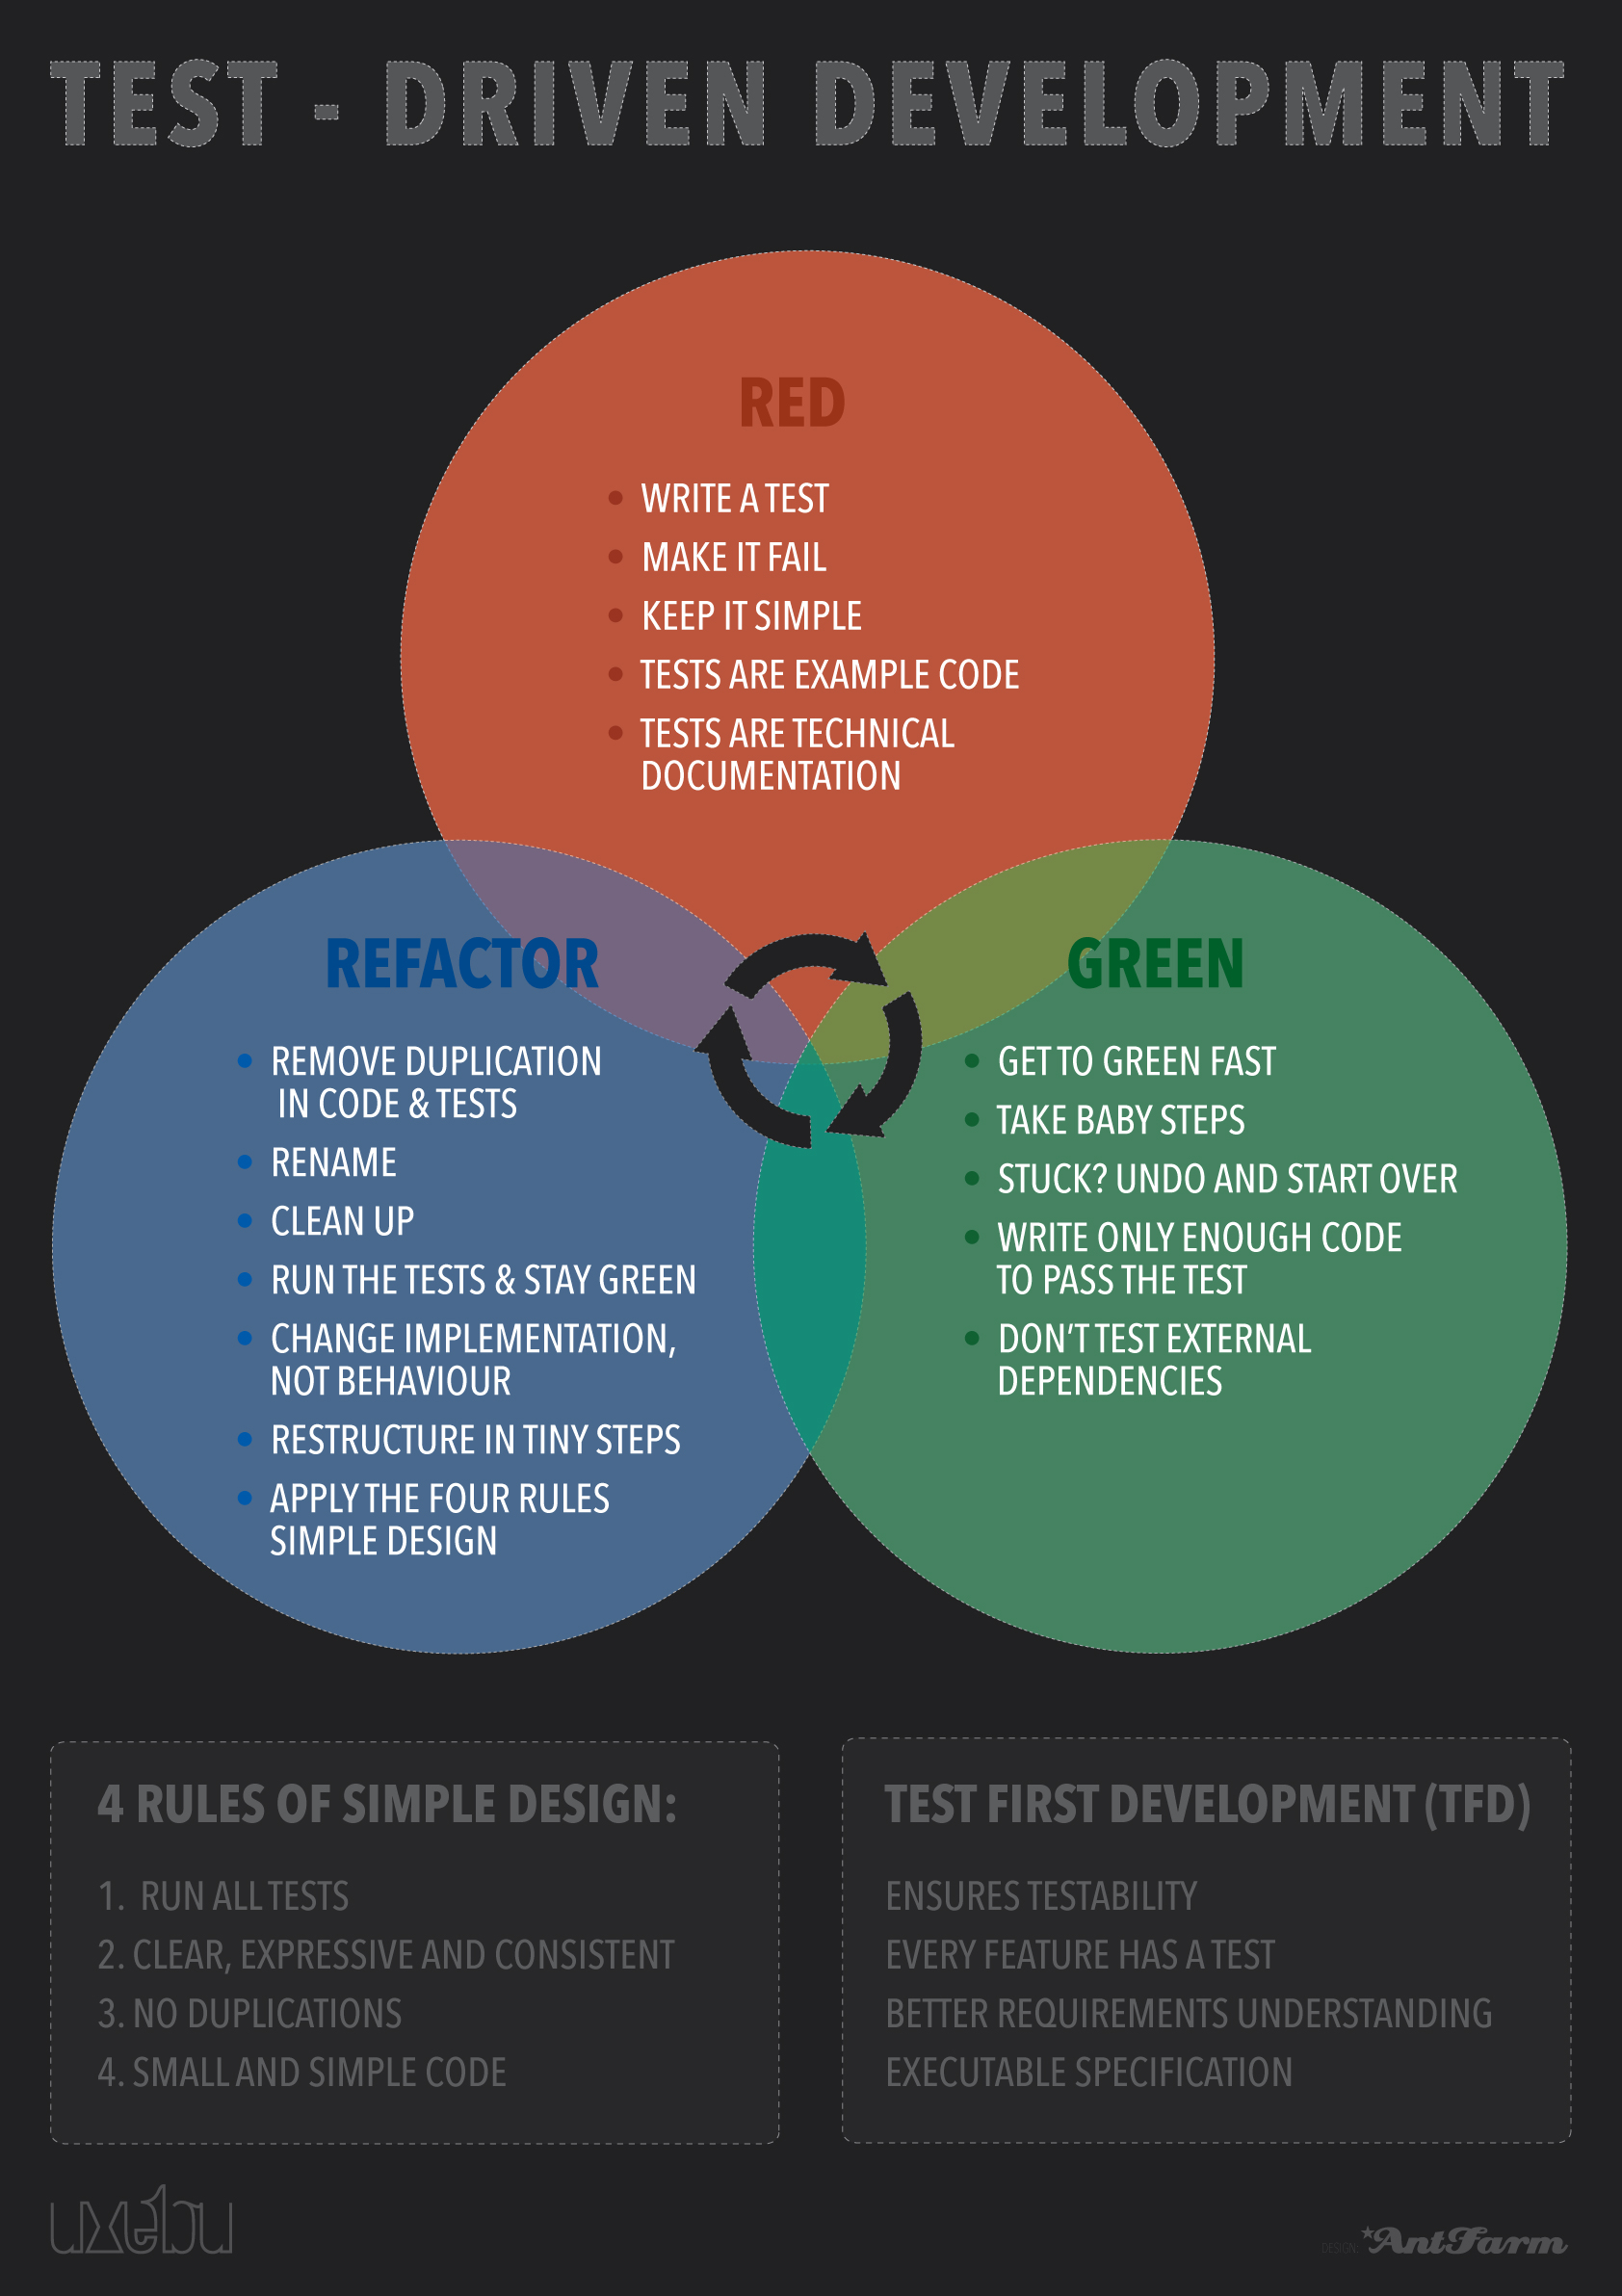 TEST - DRIVEN DEVELOPMENT
RED
WRITE A TEST
MAKE IT FAIL
KEEP IT SIMPLE
TESTS ARE EXAMPLE CODE
TESTS ARE TECHNICAL
DOCUMENTATION
REFACTOR
REMOVE DUPLICATION
IN CODE & TESTS
RENAME
CLEAN UP
RUN THE TESTS & STAY GREEN
CHANGE IMPLEMENTATION,
NOT BEHAVIOUR
RESTRUCTURE IN TINY STEPS
APPLY THE FOUR RULES
SIMPLE DESIGN
GREEN
GET TO GREEN FAST
TAKE BABY STEPS
STUCK? UNDO AND START OVER
WRITE ONLY ENOUGH CODE
TO PASS THE TEST
DON'T TEST EXTERNAL
DEPENDENCIES
4 RULES OF SIMPLE DESIGN:
1. RUN ALL TESTS
2. CLEAR, EXPRESSIVE AND CONSISTENT
3. NO DUPLICATIONS
4. SMALL AND SIMPLE CODE
TEST FIRST DEVELOPMENT (TFD)
ENSURES TESTABILITY
EVERY FEATURE HAS A TEST
BETTER REQUIREMENTS UNDERSTANDING
EXECUTABLE SPECIFICATION
uxebu
DESIGN: AntFarm